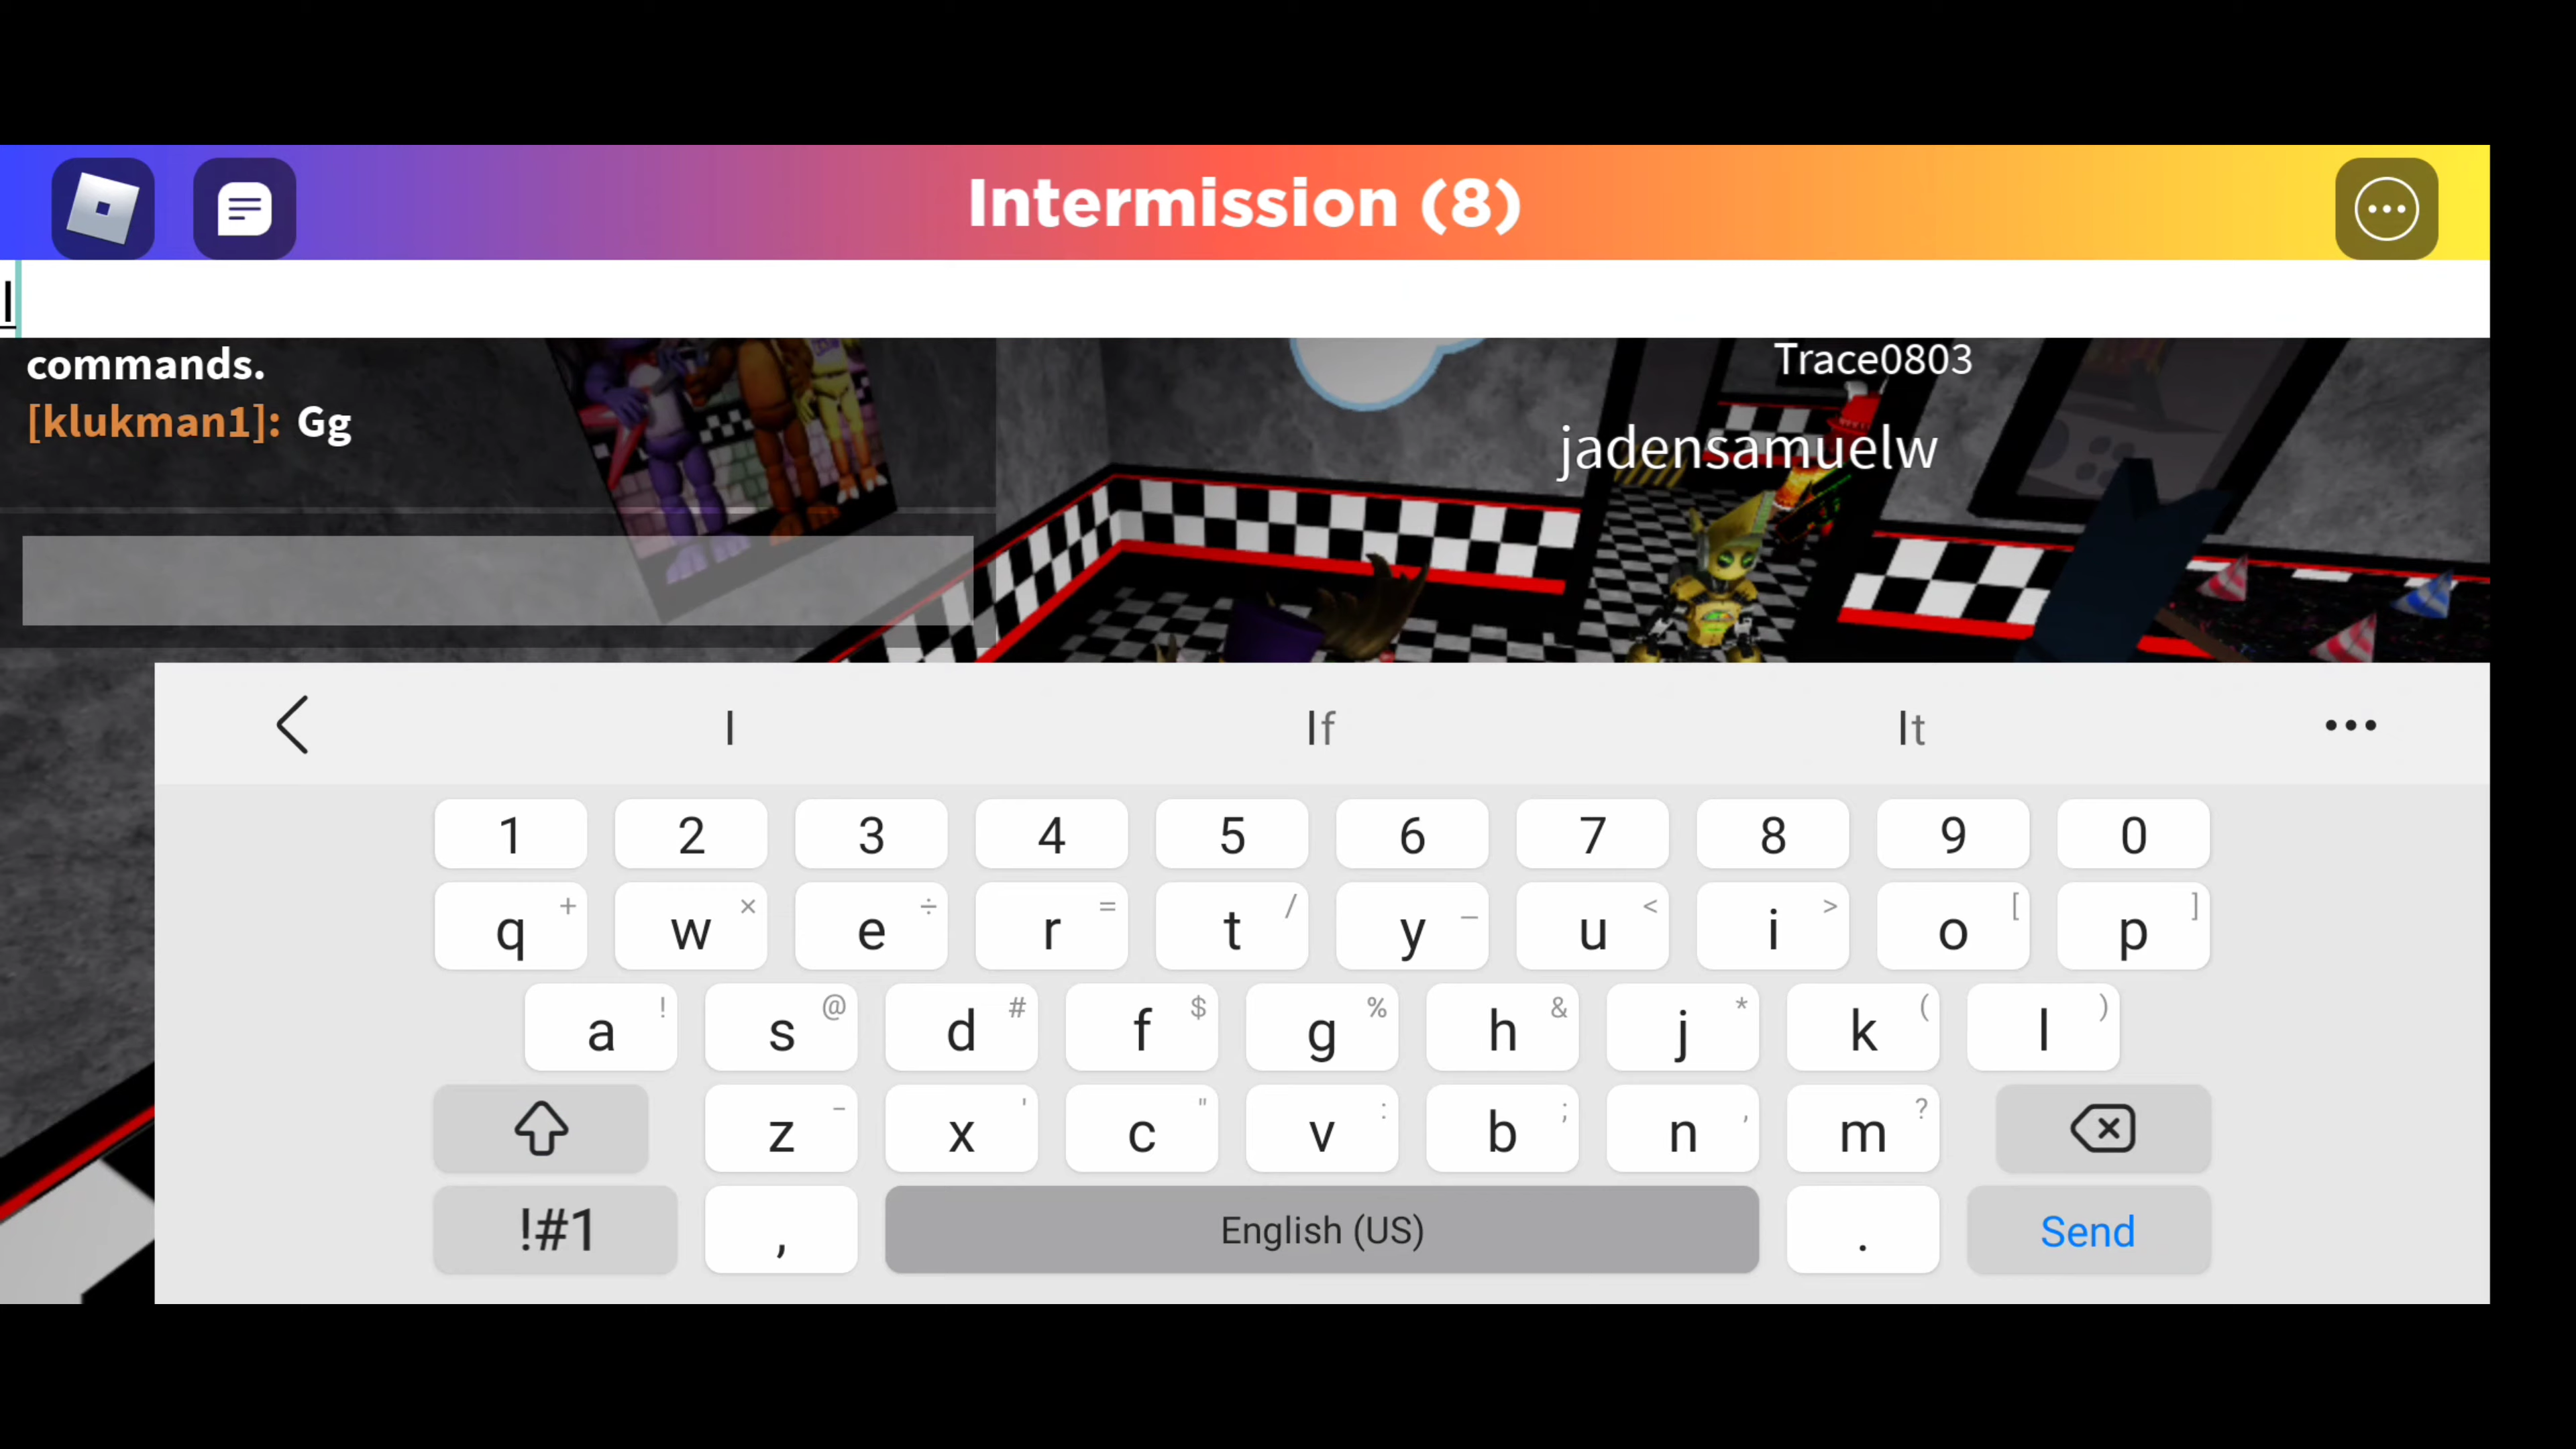 Intermission (8)
I
commands.
[klukman1]: Gg
Trace0803
jadensamuelw
I If It
1 2 3 4 5 6 7 8 9 0
q + w × e ÷ r = t / y _ u < i > o [ p ]
a ! s @ d # f $ g % h & j * k ( l )
z - x ' c " v : b ; n , m ?
!#1 , English (US) . Send